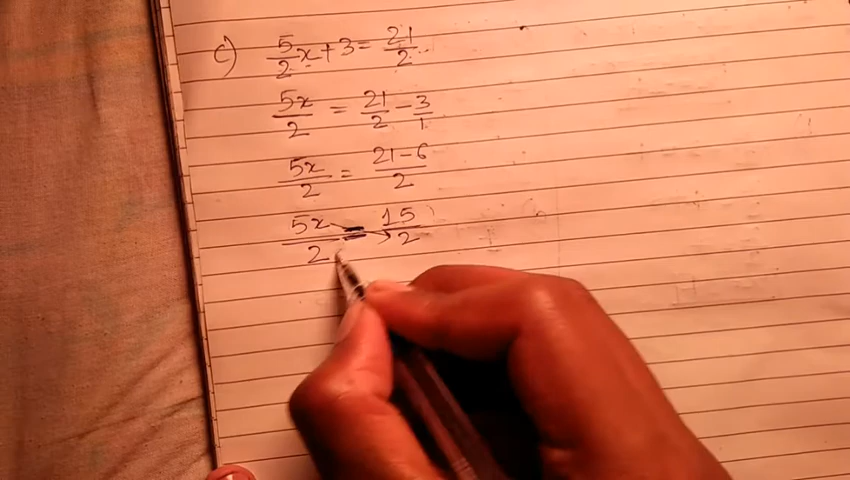 c) 5/2 x + 3 = 21/2
5x/2 = 21/2 - 3/1
5x/2 = 21-6/2
5x/2 = 15/2